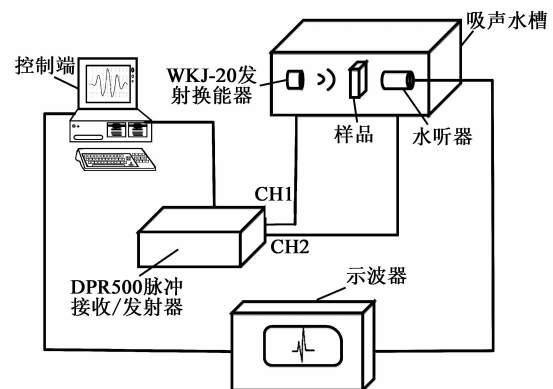 吸声水槽
控制端
WKJ-20发
射换能器
样品
水听器
CH1
CH2
DPR500脉冲
接收/发射器
示波器